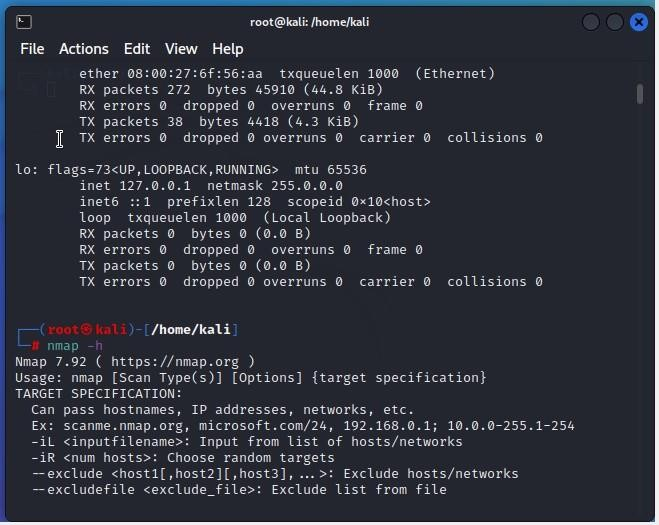 root@kali: /home/kali
File Actions Edit View Help
ether 08:00:27:6f:56:aa txqueuelen 1000 (Ethernet)
RX packets 272 bytes 45910 (44.8 KiB)
RX errors 0 dropped 0 overruns 0 frame 0
TX packets 38 bytes 4418 (4.3 KiB)
TX errors 0 dropped 0 overruns 0 carrier 0 collisions 0
lo: flags=73<UP,LOOPBACK,RUNNING> mtu 65536
inet 127.0.0.1 netmask 255.0.0.0
inet6 ::1 prefixlen 128 scopeid 0×10<host>
loop txqueuelen 1000 (Local Loopback)
RX packets 0 bytes 0 (0.0 B)
RX errors 0 dropped 0 overruns 0 frame 0
TX packets 0 bytes 0 (0.0 B)
TX errors 0 dropped 0 overruns 0 carrier 0 collisions 0
┌──(root㉿kali)-[/home/kali]
└─# nmap -h
Nmap 7.92 ( https://nmap.org )
Usage: nmap [Scan Type(s)] [Options] {target specification}
TARGET SPECIFICATION:
Can pass hostnames, IP addresses, networks, etc.
Ex: scanme.nmap.org, microsoft.com/24, 192.168.0.1; 10.0.0-255.1-254
-iL <inputfilename>: Input from list of hosts/networks
-iR <num hosts>: Choose random targets
--exclude <host1[,host2][,host3],...>: Exclude hosts/networks
--excludefile <exclude_file>: Exclude list from file